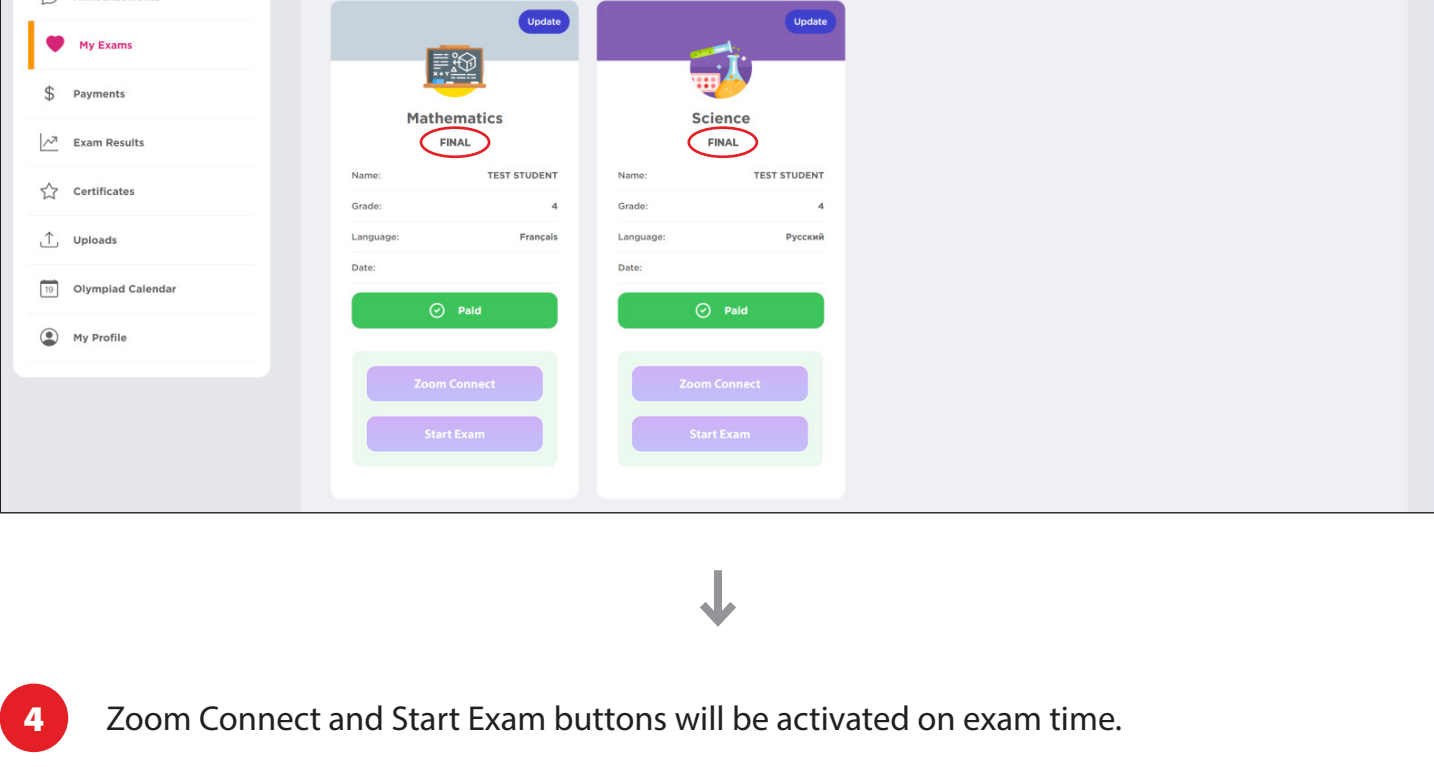 My Exams
$ Payments
Exam Results
Certificates
Uploads
19 Olympiad Calendar
My Profile
Update
X+Y
Mathematics
FINAL
Name: TEST STUDENT
Grade: 4
Language: Français
Date:
Paid
Zoom Connect
Start Exam
Update
Science
FINAL
Name: TEST STUDENT
Grade: 4
Language: Русский
Date:
Paid
Zoom Connect
Start Exam
4 Zoom Connect and Start Exam buttons will be activated on exam time.